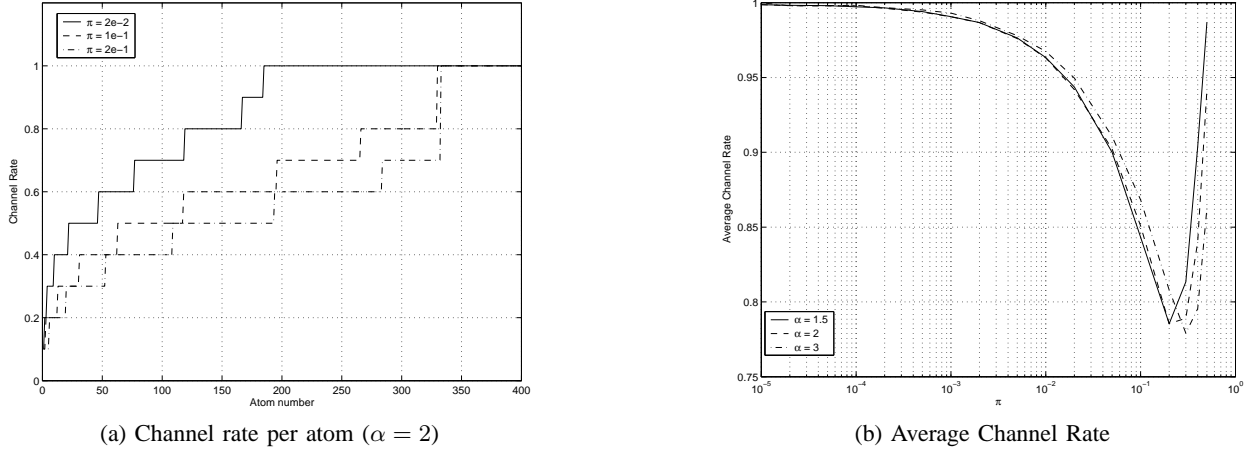 π = 2e−2
π = 1e−1
π = 2e−1
Channel Rate
1
0.8
0.6
0.4
0.2
0
0 50 100 150 200 250 300 350 400
Atom number
(a) Channel rate per atom (α = 2)
1
0.95
0.9
0.85
0.8
0.75
Average Channel Rate
α = 1.5
α = 2
α = 3
10−5 10−4 10−3 10−2 10−1 100
π
(b) Average Channel Rate